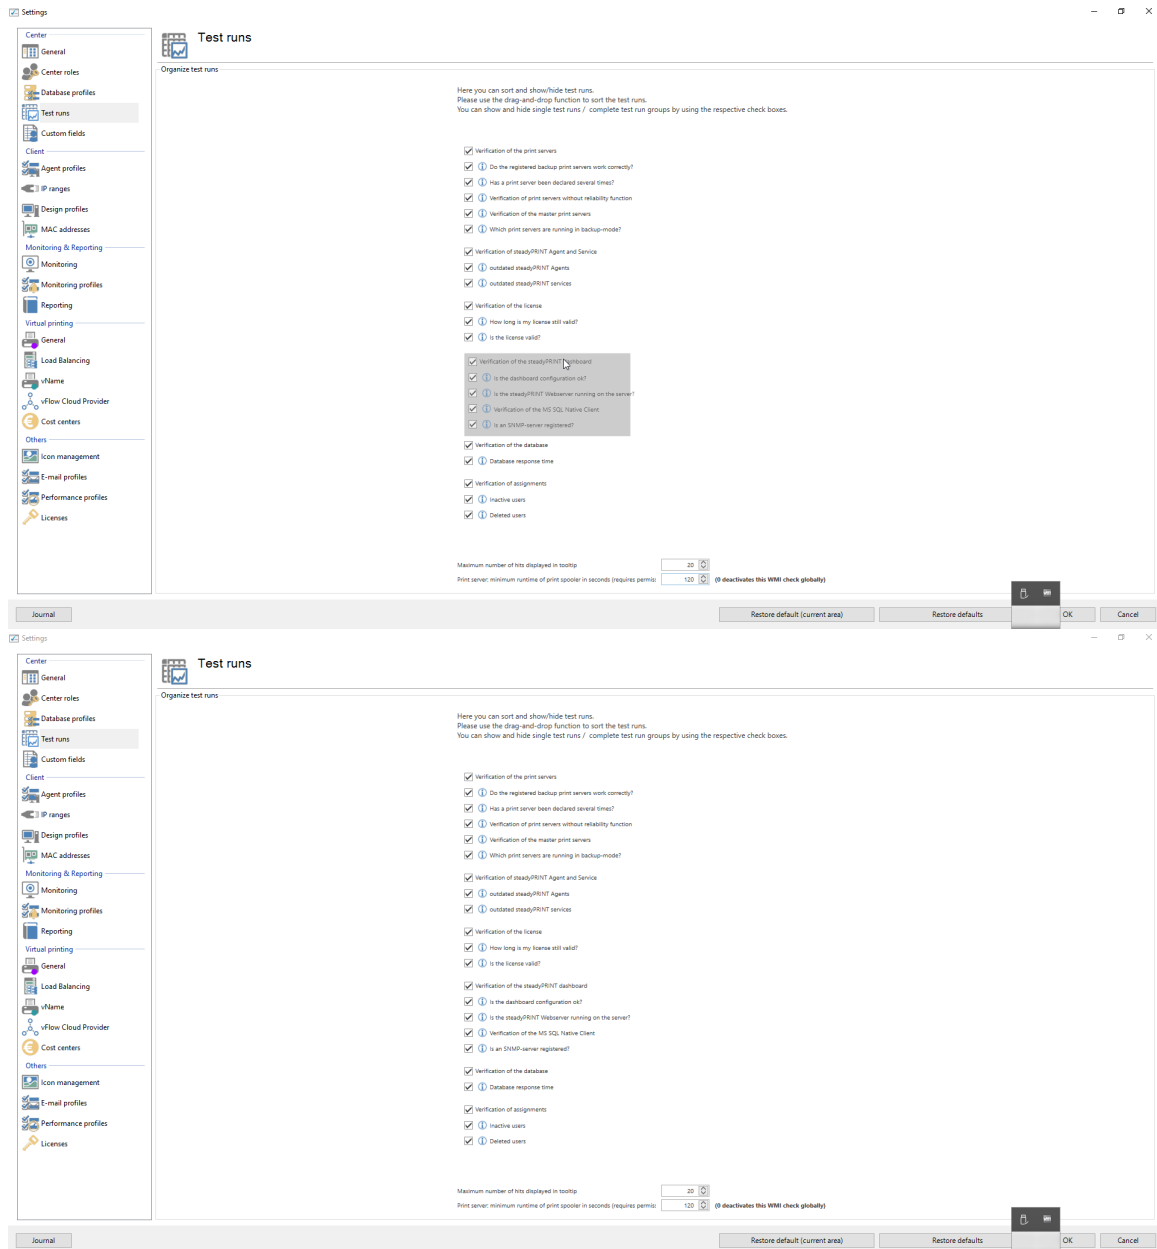 Settings
Center
General
Center roles
Database profiles
Test runs
Custom fields
Client
Agent profiles
IP ranges
Design profiles
MAC addresses
Monitoring & Reporting
Monitoring
Monitoring profiles
Reporting
Virtual printing
General
Load Balancing
vName
vFlow Cloud Provider
Cost centers
Others
Icon management
E-mail profiles
Performance profiles
Licenses
Test runs
Organize test runs
Here you can sort and show/hide test runs.
Please use the drag-and-drop function to sort the test runs.
You can show and hide single test runs / complete test run groups by using the respective check boxes.
Verification of the print servers
Do the registered backup print servers work correctly?
Has a print server been declared several times?
Verification of print servers without reliability function
Verification of the master print servers
Which print servers are running in backup-mode?
Verification of steadyPRINT Agent and Service
outdated steadyPRINT Agents
outdated steadyPRINT services
Verification of the license
How long is my license still valid?
Is the license valid?
Verification of the steadyPRINT dashboard
Is the dashboard configuration ok?
Is the steadyPRINT Webserver running on the server?
Verification of the MS SQL Native Client
Is an SNMP-server registered?
Verification of the database
Database response time
Verification of assignments
Inactive users
Deleted users
Maximum number of hits displayed in tooltip 20
Print server: minimum runtime of print spooler in seconds (requires permis: 120 (0 deactivates this WMI check globally)
Journal Restore default (current area) Restore defaults OK Cancel
Settings
Center
General
Center roles
Database profiles
Test runs
Custom fields
Client
Agent profiles
IP ranges
Design profiles
MAC addresses
Monitoring & Reporting
Monitoring
Monitoring profiles
Reporting
Virtual printing
General
Load Balancing
vName
vFlow Cloud Provider
Cost centers
Others
Icon management
E-mail profiles
Performance profiles
Licenses
Test runs
Organize test runs
Here you can sort and show/hide test runs.
Please use the drag-and-drop function to sort the test runs.
You can show and hide single test runs / complete test run groups by using the respective check boxes.
Verification of the print servers
Do the registered backup print servers work correctly?
Has a print server been declared several times?
Verification of print servers without reliability function
Verification of the master print servers
Which print servers are running in backup-mode?
Verification of steadyPRINT Agent and Service
outdated steadyPRINT Agents
outdated steadyPRINT services
Verification of the license
How long is my license still valid?
Is the license valid?
Verification of the steadyPRINT dashboard
Is the dashboard configuration ok?
Is the steadyPRINT Webserver running on the server?
Verification of the MS SQL Native Client
Is an SNMP-server registered?
Verification of the database
Database response time
Verification of assignments
Inactive users
Deleted users
Maximum number of hits displayed in tooltip 20
Print server: minimum runtime of print spooler in seconds (requires permis: 120 (0 deactivates this WMI check globally)
Journal Restore default (current area) Restore defaults OK Cancel